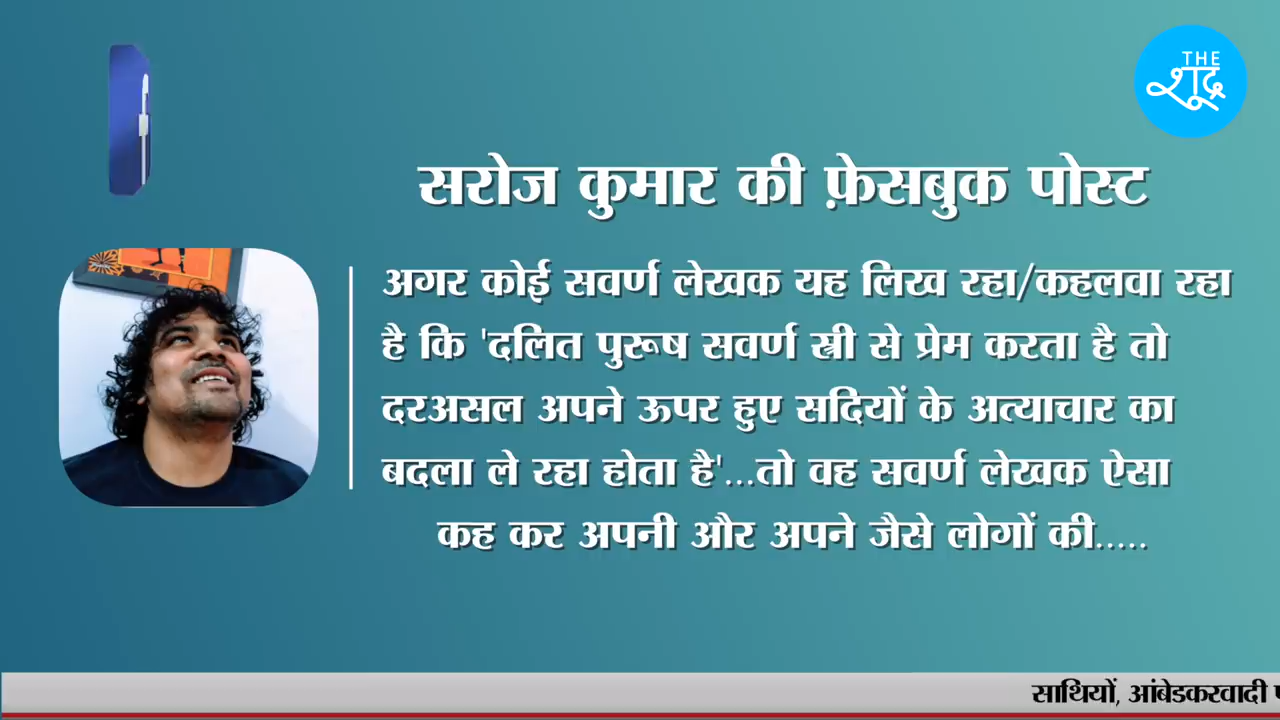 THE
शूद्र
सरोज कुमार की फ़ेसबुक पोस्ट
अगर कोई सवर्ण लेखक यह लिख रहा/कहलवा रहा
है कि 'दलित पुरूष सवर्ण स्री से प्रेम करता है तो
दरअसल अपने ऊपर हुए सदियों के अत्याचार का
बदला ले रहा होता है'...तो वह सवर्ण लेखक ऐसा
कह कर अपनी और अपने जैसे लोगों की.....
साथियों, आंबेडकरवादी